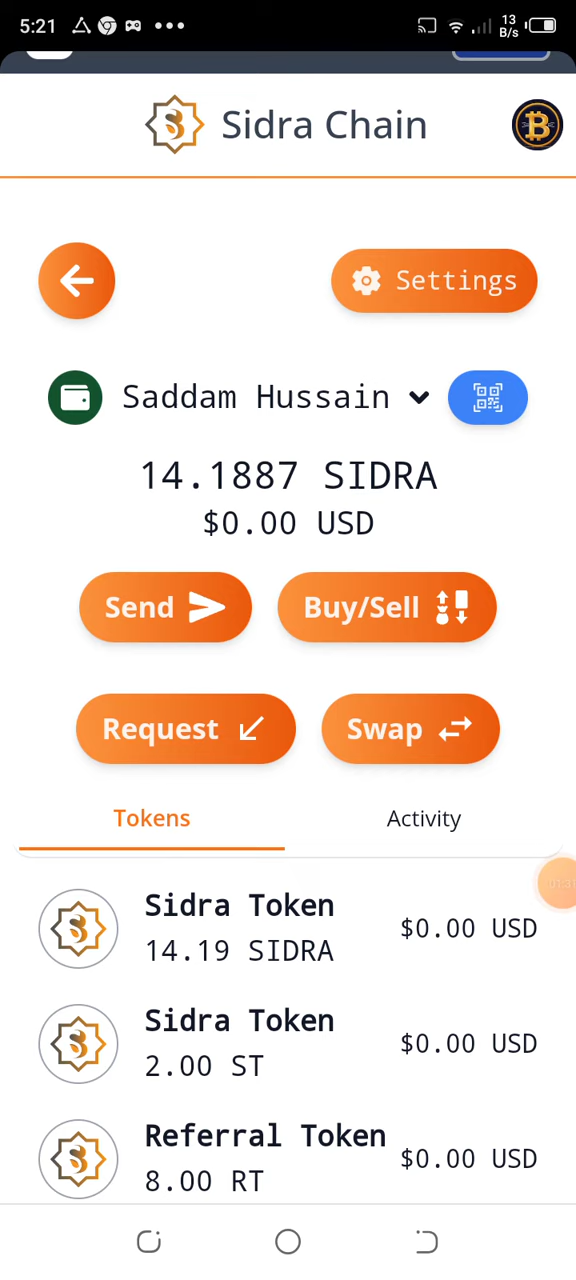 5:21
13
B/s
Sidra Chain
Settings
Saddam Hussain
14.1887 SIDRA
$0.00 USD
Send
Buy/Sell
Request
Swap
Tokens
Activity
Sidra Token
$0.00 USD
14.19 SIDRA
Sidra Token
$0.00 USD
2.00 ST
Referral Token
$0.00 USD
8.00 RT